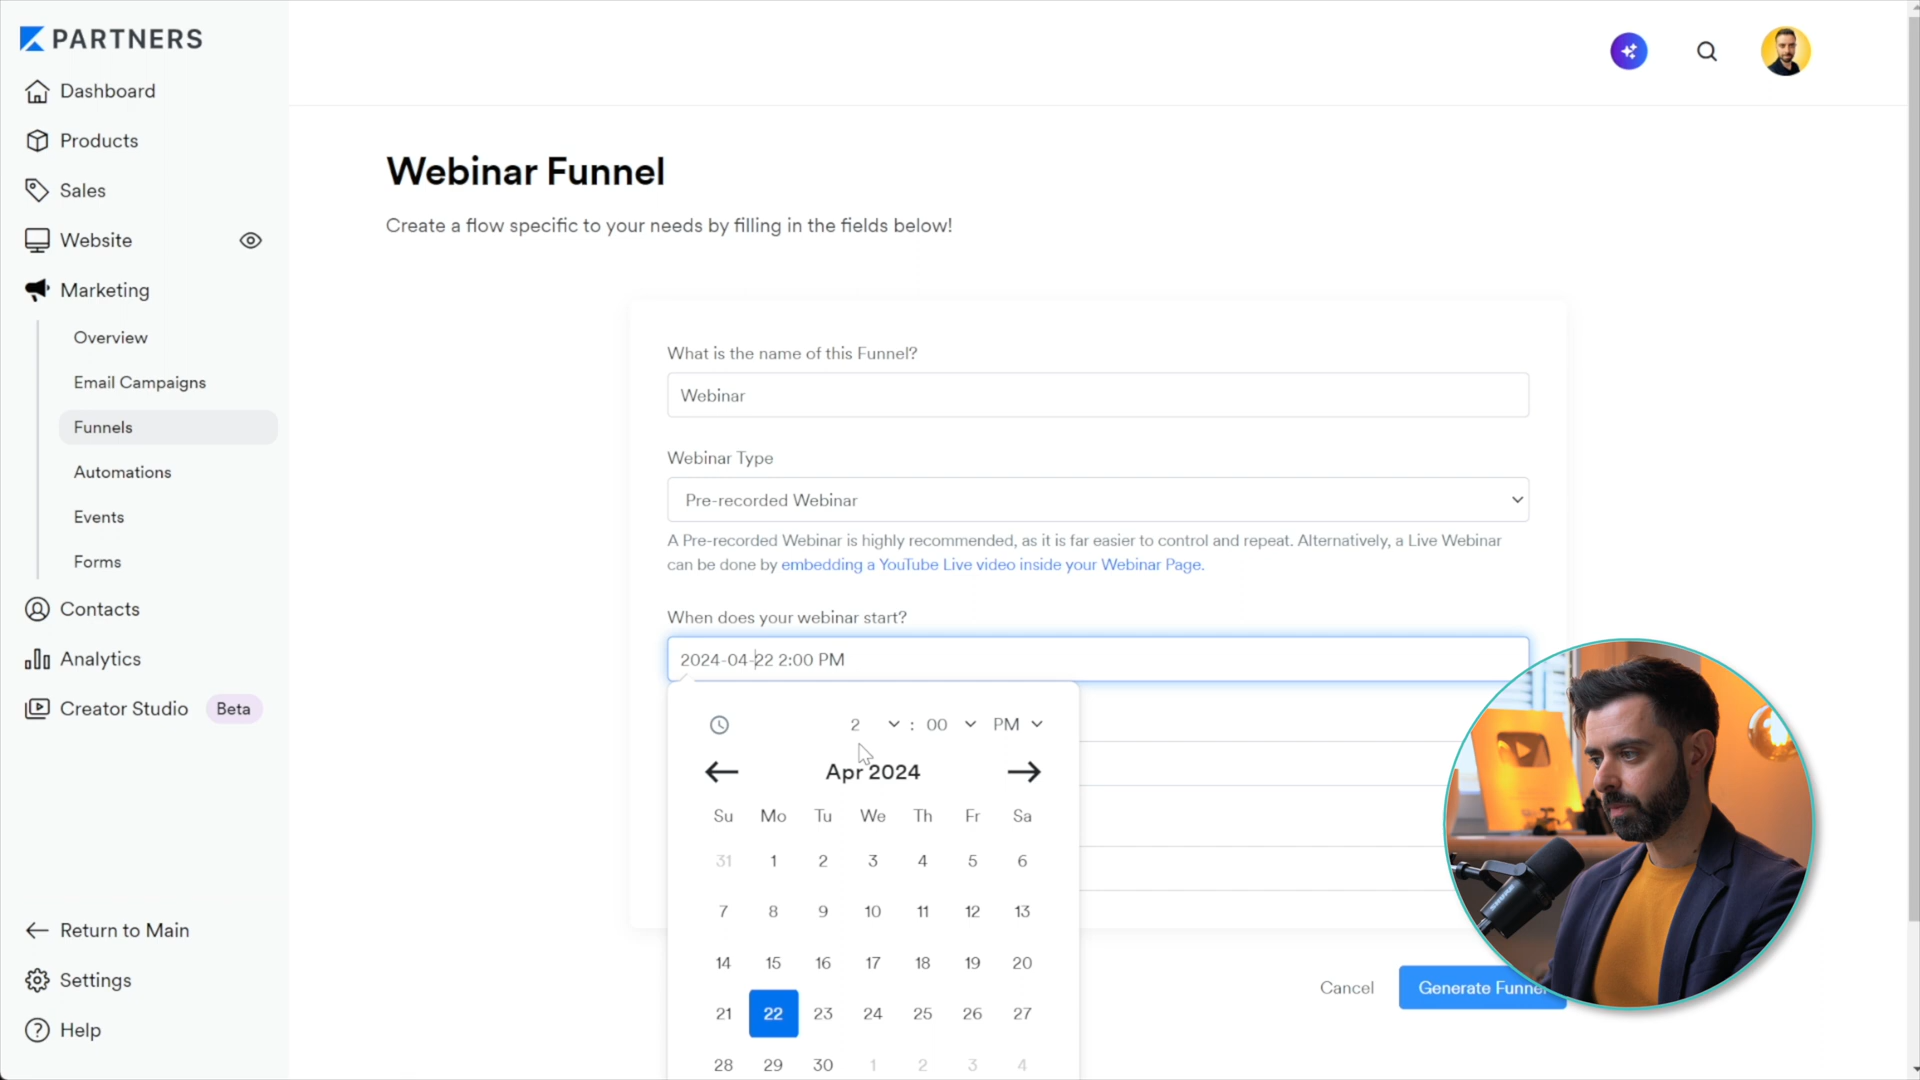 PARTNERS
Dashboard
Products
Sales
Website
Marketing
Overview
Email Campaigns
Funnels
Automations
Events
Forms
Contacts
Analytics
Creator Studio Beta
Return to Main
Settings
Help
Webinar Funnel
Create a flow specific to your needs by filling in the fields below!
What is the name of this Funnel?
Webinar
Webinar Type
Pre-recorded Webinar
A Pre-recorded Webinar is highly recommended, as it is far easier to control and repeat. Alternatively, a Live Webinar
can be done by embedding a YouTube Live video inside your Webinar Page.
When does your webinar start?
2024-04-22 2:00 PM
2 : 00 PM
Apr 2024
Su Mo Tu We Th Fr Sa
31 1 2 3 4 5 6
7 8 9 10 11 12 13
14 15 16 17 18 19 20
21 22 23 24 25 26 27
28 29 30 1 2 3 4
Cancel Generate Funnel